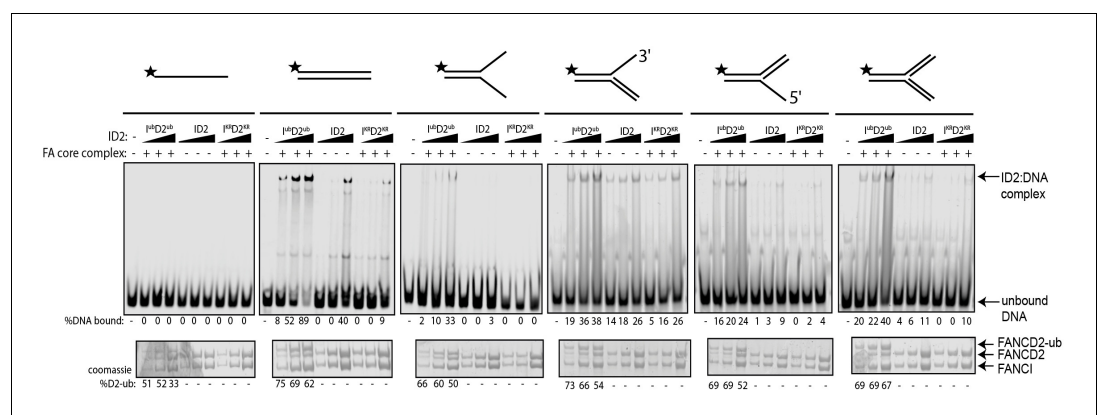 3'
5'
ID2: - IubD2ub ID2 IKRD2KR - IubD2ub ID2 IKRD2KR - IubD2ub ID2 IKRD2KR - IubD2ub ID2 IKRD2KR - IubD2ub ID2 IKRD2KR - IubD2ub ID2 IKRD2KR
FA core complex: - + + + - - - + + + - + + + - - - + + + - + + + - - - + + + - + + + - - - + + + - + + + - - - + + + - + + + - - - + + +
ID2:DNA
complex
unbound
DNA
%DNA bound: - 0 0 0 0 0 0 0 0 0 - 8 52 89 0 0 40 0 0 9 - 2 10 33 0 0 3 0 0 0 - 19 36 38 14 18 26 5 16 26 - 16 20 24 1 3 9 0 2 4 - 20 22 40 4 6 11 0 0 10
FANCD2-ub
FANCD2
FANCI
coomassie
%D2-ub: 51 52 33 - - - - - - 75 69 62 - - - - - - 66 60 50 - - - - - - 73 66 54 - - - - - - 69 69 52 - - - - - - 69 69 67 - - - - - -